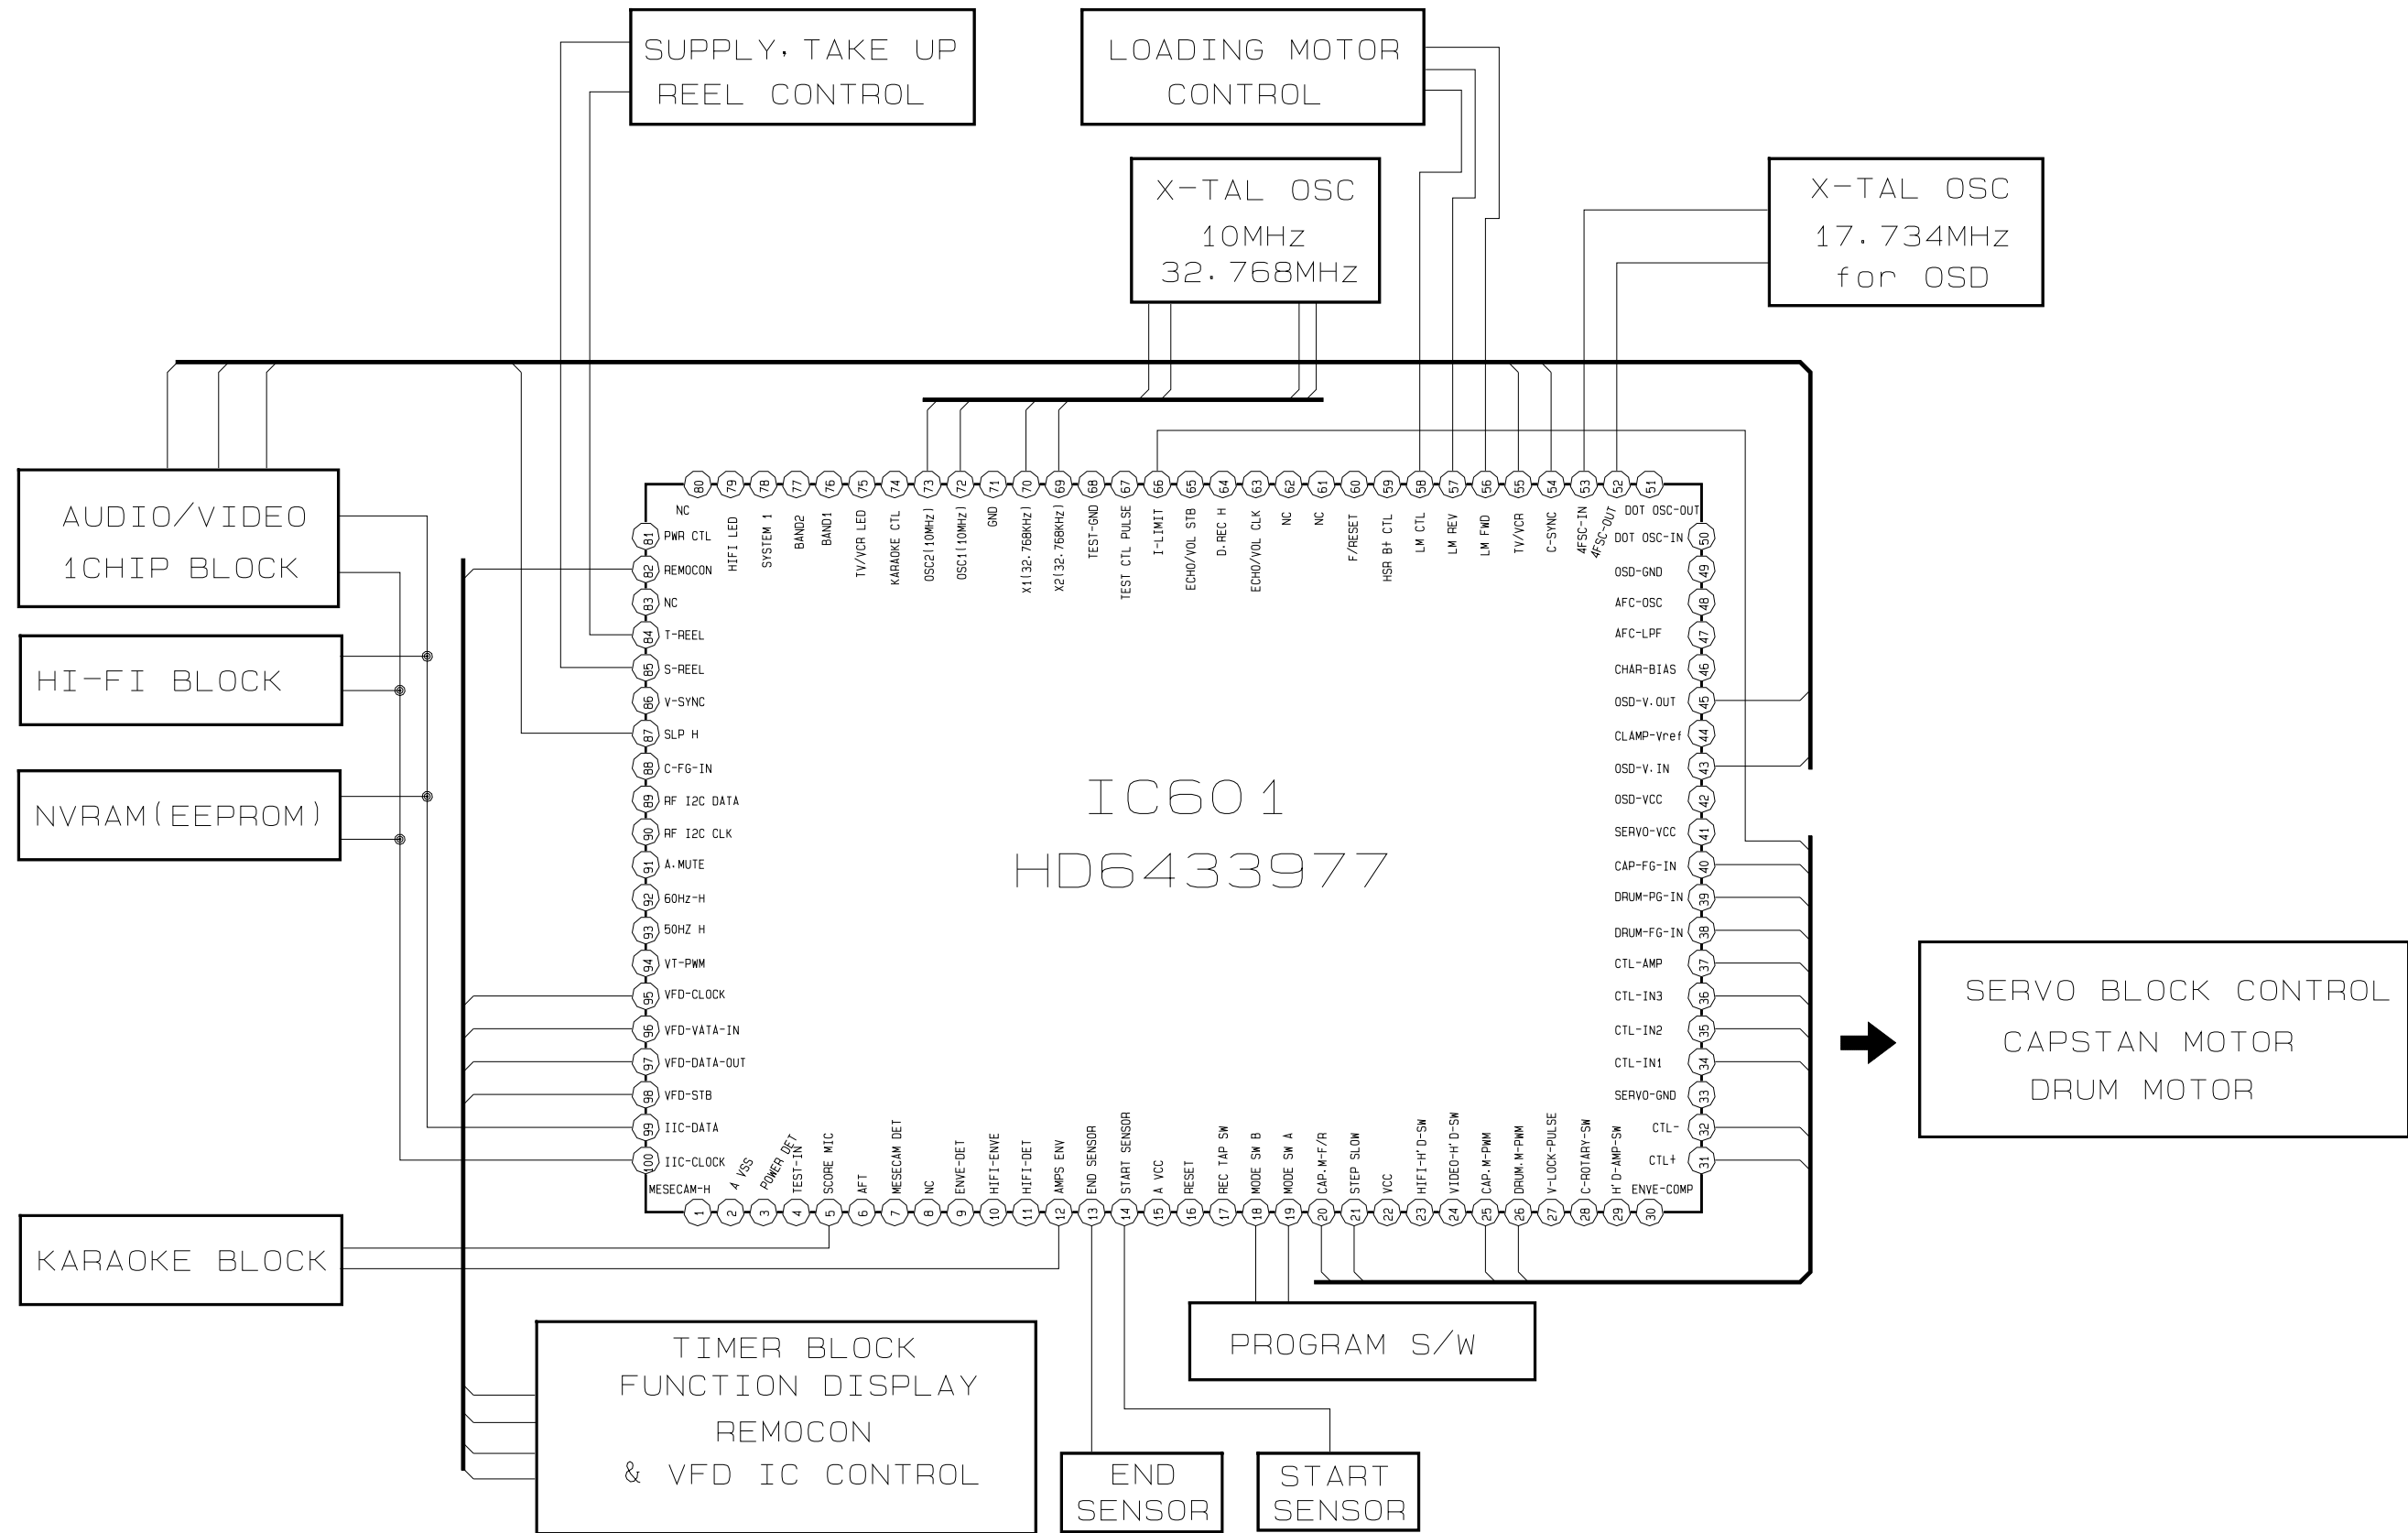 SUPPLY, TAKE UP
REEL CONTROL
LOADING MOTOR
CONTROL
X-TAL OSC
10MHz
32.768MHz
X-TAL OSC
17.734MHz
for OSD
AUDIO/VIDEO
1CHIP BLOCK
HI-FI BLOCK
NVRAM(EEPROM)
KARAOKE BLOCK
80
79
78
77
76
75
74
73
72
71
70
69
68
67
66
65
64
63
62
61
60
59
58
57
56
55
54
53
52
51
NC
HIFI LED
SYSTEM 1
BAND2
BAND1
TV/VCR LED
KARAOKE CTL
OSC2(10MHz)
OSC1(10MHz)
GND
X1(32.768KHz)
X2(32.768KHz)
TEST-GND
TEST CTL PULSE
I-LIMIT
ECHO/VOL STB
D.REC H
ECHO/VOL CLK
NC
NC
F/RESET
HSR B+ CTL
LM CTL
LM REV
LM FWD
TV/VCR
C-SYNC
4FSC-IN
4FSC-OUT
DOT OSC-OUT
81 PWR CTL
82 REMOCON
83 NC
84 T-REEL
85 S-REEL
86 V-SYNC
87 SLP H
88 C-FG-IN
89 RF I2C DATA
90 RF I2C CLK
91 A.MUTE
92 60Hz-H
93 50HZ H
94 VT-PWM
95 VFD-CLOCK
96 VFD-VATA-IN
97 VFD-DATA-OUT
98 VFD-STB
99 IIC-DATA
100 IIC-CLOCK
IC601
HD6433977
DOT OSC-IN 50
OSD-GND 49
AFC-OSC 48
AFC-LPF 47
CHAR-BIAS 46
OSD-V.OUT 45
CLAMP-Vref 44
OSD-V.IN 43
OSD-VCC 42
SERVO-VCC 41
CAP-FG-IN 40
DRUM-PG-IN 39
DRUM-FG-IN 38
CTL-AMP 37
CTL-IN3 36
CTL-IN2 35
CTL-IN1 34
SERVO-GND 33
CTL- 32
CTL+ 31
MESECAM-H
A VSS
POWER DET
TEST-IN
SCORE MIC
AFT
MESECAM DET
NC
ENVE-DET
HIFI-ENVE
HIFI-DET
AMPS ENV
END SENSOR
START SENSOR
A VCC
RESET
REC TAP SW
MODE SW B
MODE SW A
CAP.M-F/R
STEP SLOW
VCC
HIFI-H'D-SW
VIDEO-H'D-SW
CAP.M-PWM
DRUM.M-PWM
V-LOCK-PULSE
C-ROTARY-SW
H'D-AMP-SW
ENVE-COMP
1
2
3
4
5
6
7
8
9
10
11
12
13
14
15
16
17
18
19
20
21
22
23
24
25
26
27
28
29
30
SERVO BLOCK CONTROL
CAPSTAN MOTOR
DRUM MOTOR
PROGRAM S/W
TIMER BLOCK
FUNCTION DISPLAY
REMOCON
& VFD IC CONTROL
END
SENSOR
START
SENSOR